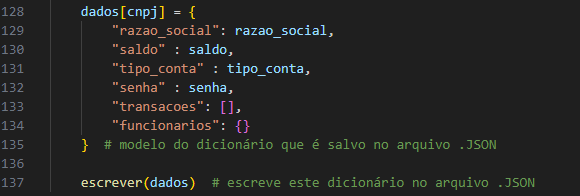 128 dados[cnpj] = {
129 "razao_social": razao_social,
130 "saldo" : saldo,
131 "tipo_conta" : tipo_conta,
132 "senha" : senha,
133 "transacoes": [],
134 "funcionarios": {}
135 } # modelo do dicionário que é salvo no arquivo .JSON
136
137 escrever(dados) # escreve este dicionário no arquivo .JSON